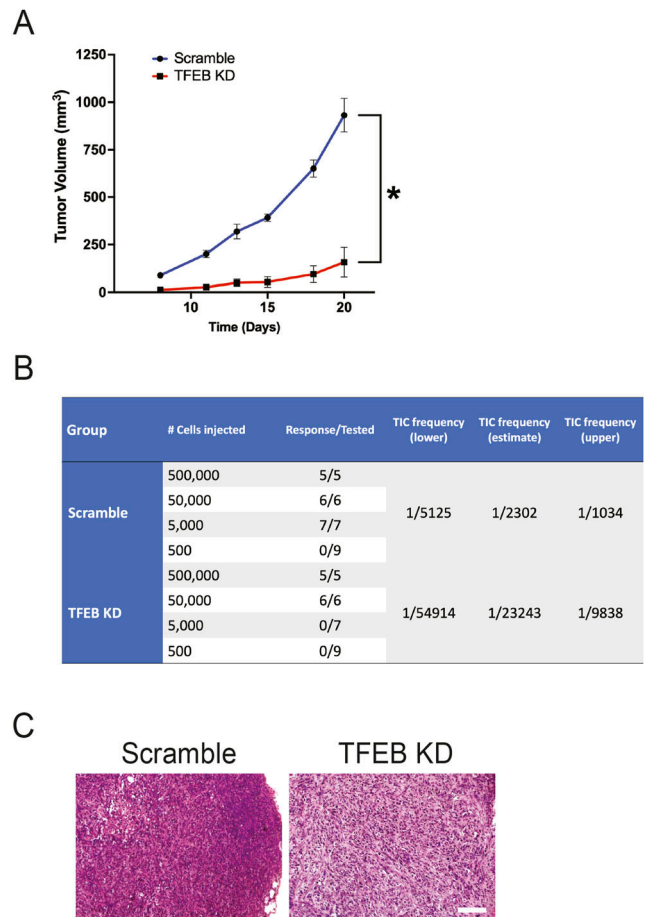 A
1250
1000
750
500
250
0
Tumor Volume (mm³)
Scramble
TFEB KD
*
10 15 20
Time (Days)
B
Group # Cells injected Response/Tested TIC frequency (lower) TIC frequency (estimate) TIC frequency (upper)
Scramble
500,000 5/5
50,000 6/6
5,000 7/7
500 0/9
1/5125 1/2302 1/1034
TFEB KD
500,000 5/5
50,000 6/6
5,000 0/7
500 0/9
1/54914 1/23243 1/9838
C
Scramble TFEB KD